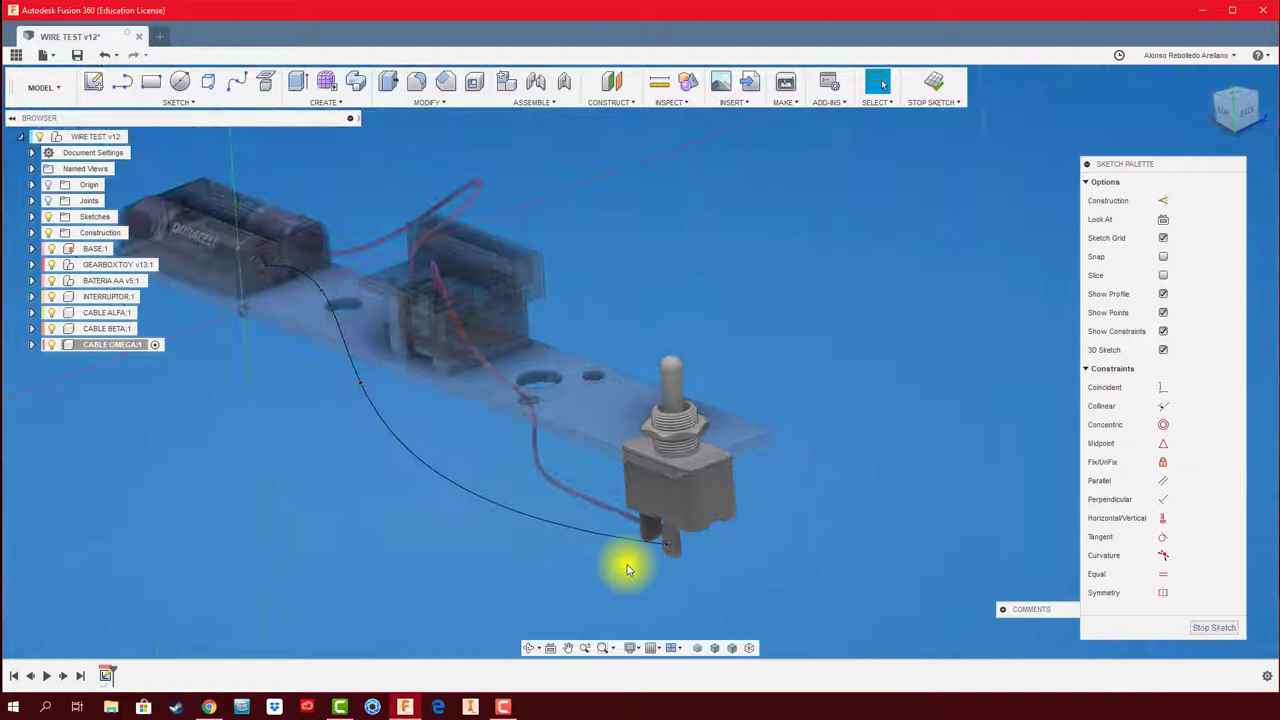 Autodesk Fusion 360 (Education License)
WIRE TEST v12*
Alonso Rebolledo Arellano
MODEL
SKETCH
CREATE
MODIFY
ASSEMBLE
CONSTRUCT
INSPECT
INSERT
MAKE
ADD-INS
SELECT
STOP SKETCH
BROWSER
WIRE TEST v12
Document Settings
Named Views
Origin
Joints
Sketches
Construction
BASE:1
GEARBOX TOY v13:1
BATERIA AA v5:1
INTERRUPTOR:1
CABLE ALFA:1
CABLE BETA:1
CABLE OMEGA:1
DURACELL
BACK
SKETCH PALETTE
Options
Construction
Look At
Sketch Grid
Snap
Slice
Show Profile
Show Points
Show Constraints
3D Sketch
Constraints
Coincident
Collinear
Concentric
Midpoint
Fix/UnFix
Parallel
Perpendicular
Horizontal/Vertical
Tangent
Curvature
Equal
Symmetry
COMMENTS
Stop Sketch